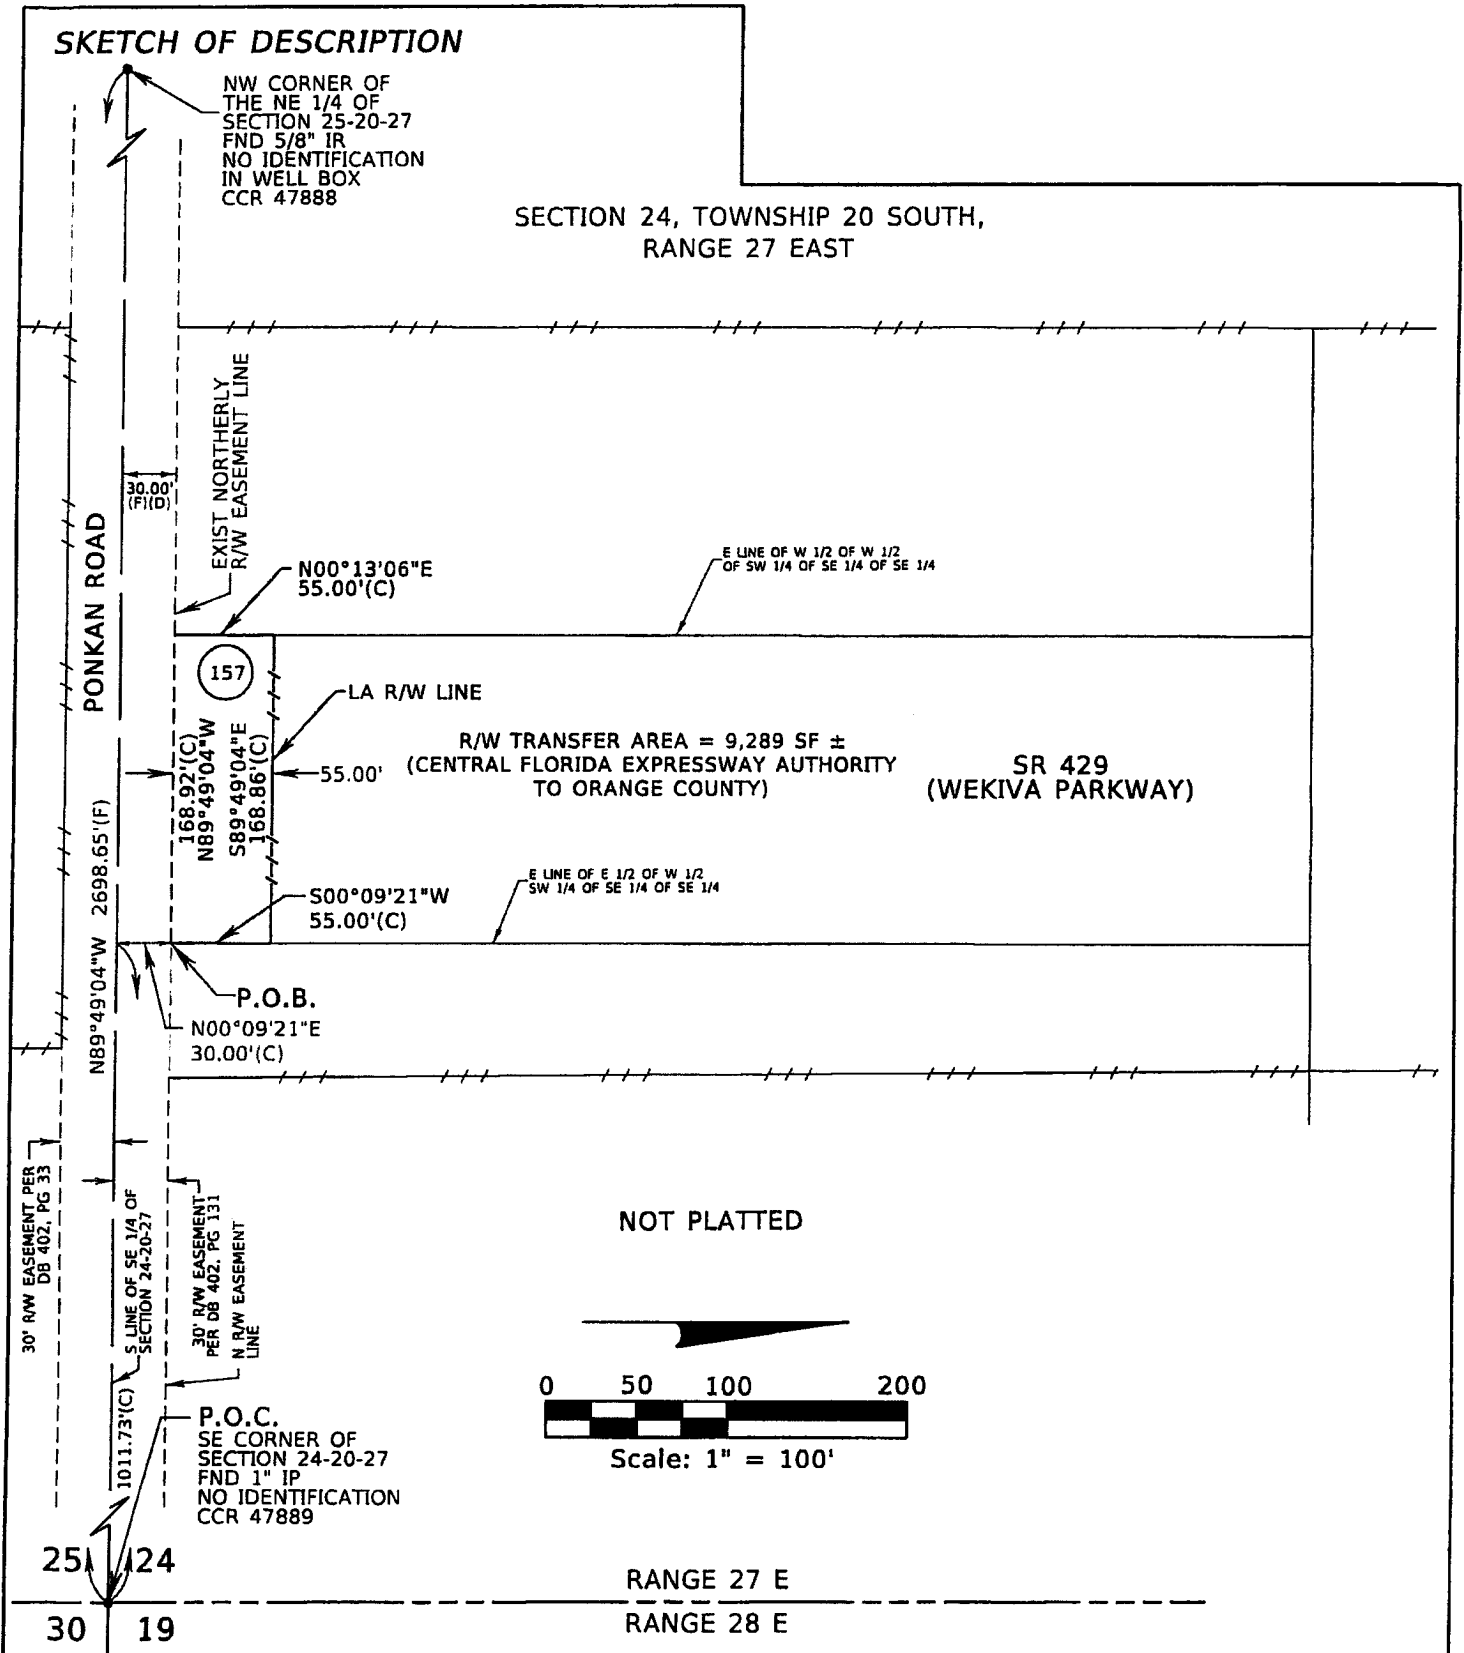 SKETCH OF DESCRIPTION
NW CORNER OF
THE NE 1/4 OF
SECTION 25-20-27
FND 5/8" IR
NO IDENTIFICATION
IN WELL BOX
CCR 47888
SECTION 24, TOWNSHIP 20 SOUTH,
RANGE 27 EAST
EXIST NORTHERLY
R/W EASEMENT LINE
30.00'
(F)(D)
PONKAN ROAD
N00°13'06"E
55.00'(C)
E LINE OF W 1/2 OF W 1/2
OF SW 1/4 OF SE 1/4 OF SE 1/4
157
LA R/W LINE
168.92'(C)
N89°49'04"W
S89°49'04"E
168.86'(C)
55.00'
R/W TRANSFER AREA = 9,289 SF ±
(CENTRAL FLORIDA EXPRESSWAY AUTHORITY
TO ORANGE COUNTY)
SR 429
(WEKIVA PARKWAY)
N89°49'04"W 2698.65'(F)
E LINE OF E 1/2 OF W 1/2
SW 1/4 OF SE 1/4 OF SE 1/4
S00°09'21"W
55.00'(C)
P.O.B.
N00°09'21"E
30.00'(C)
30' R/W EASEMENT PER
DB 402, PG 33
S LINE OF SE 1/4 OF
SECTION 24-20-27
30' R/W EASEMENT
PER DB 402, PG 131
N R/W EASEMENT
LINE
NOT PLATTED
0 50 100 200
Scale: 1" = 100'
1011.73'(C)
P.O.C.
SE CORNER OF
SECTION 24-20-27
FND 1" IP
NO IDENTIFICATION
CCR 47889
25 24
30 19
RANGE 27 E
RANGE 28 E